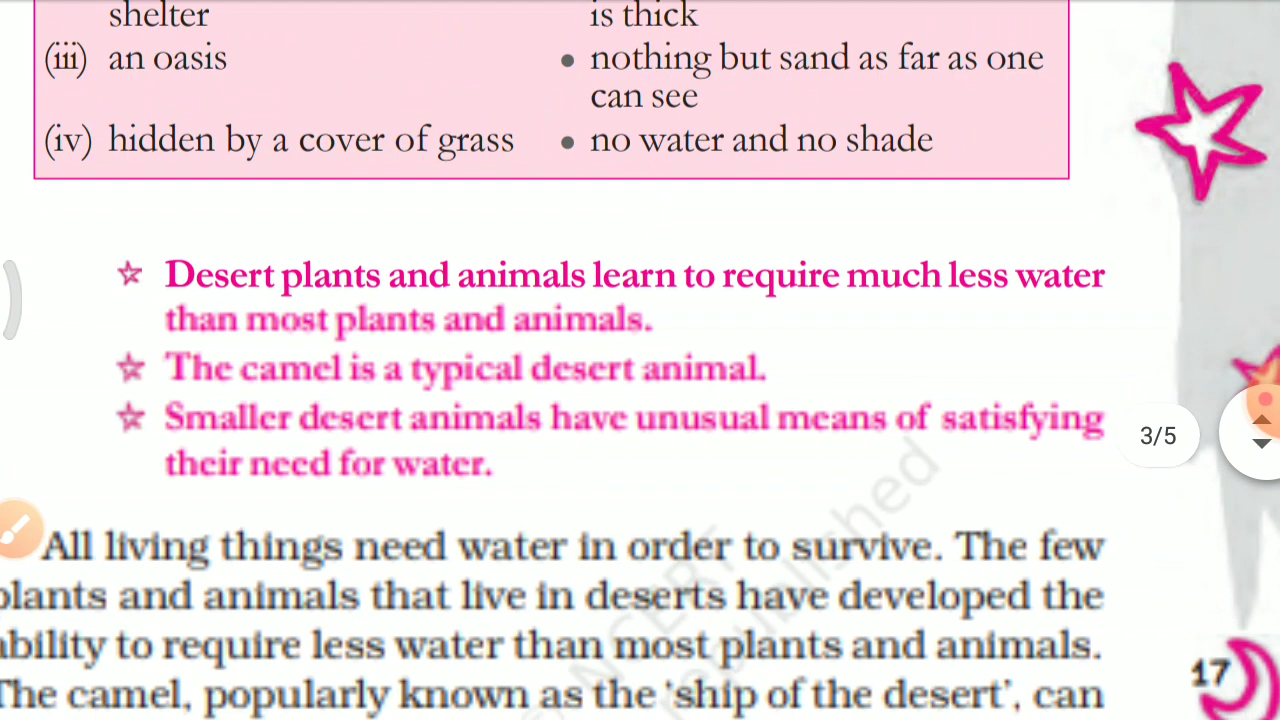 shelter is thick
(iii) an oasis • nothing but sand as far as one
can see
(iv) hidden by a cover of grass • no water and no shade
☆ Desert plants and animals learn to require much less water
than most plants and animals.
☆ The camel is a typical desert animal.
☆ Smaller desert animals have unusual means of satisfying
their need for water.
3/5
All living things need water in order to survive. The few
plants and animals that live in deserts have developed the
ability to require less water than most plants and animals.
The camel, popularly known as the ‘ship of the desert’, can
17
NCERT
republished